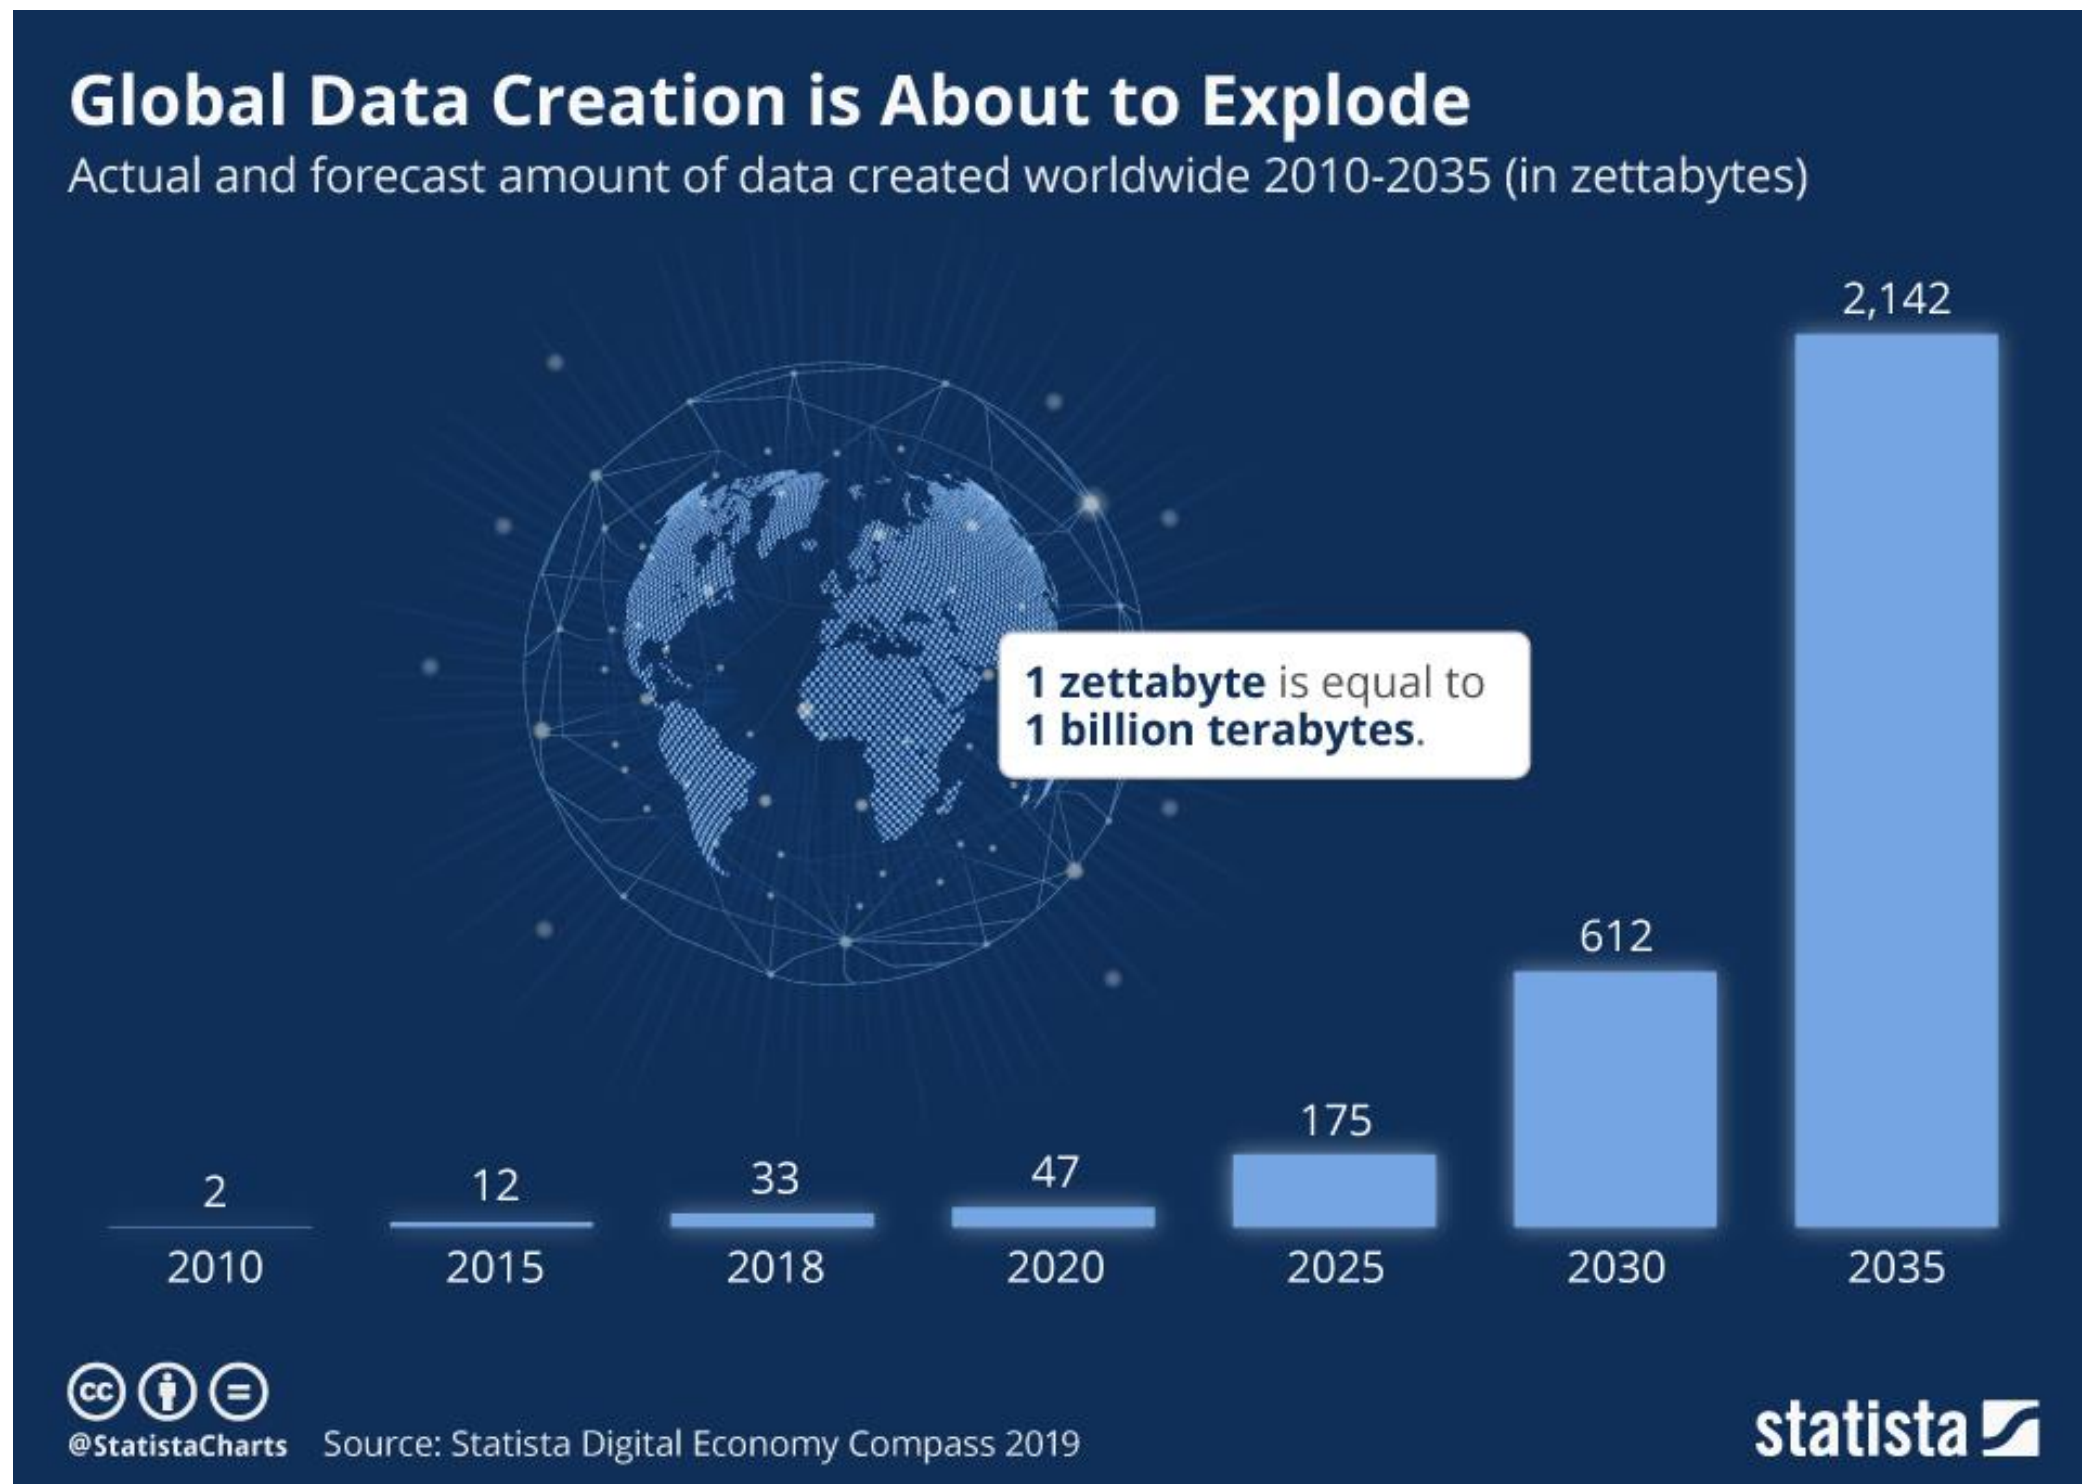 Global Data Creation is About to Explode
Actual and forecast amount of data created worldwide 2010-2035 (in zettabytes)
2,142
1 zettabyte is equal to
1 billion terabytes.
612
175
47
33
12
2
2010 2015 2018 2020 2025 2030 2035
cc
@StatistaCharts Source: Statista Digital Economy Compass 2019
statista